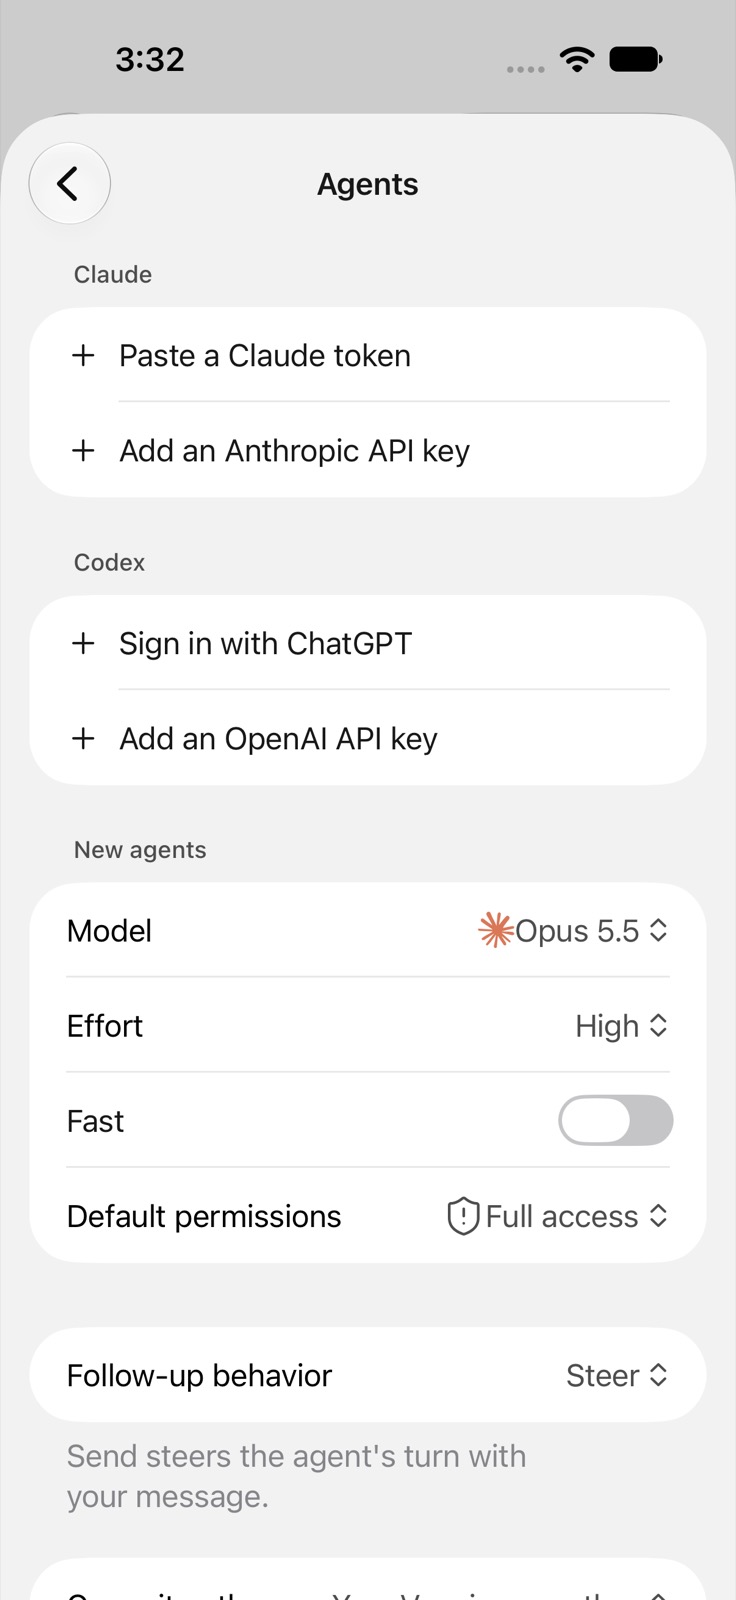 3:32
Agents
Claude
Paste a Claude token
Add an Anthropic API key
Codex
Sign in with ChatGPT
Add an OpenAI API key
New agents
Model Opus 5.5
Effort High
Fast
Default permissions Full access
Follow-up behavior Steer
Send steers the agent's turn with
your message.